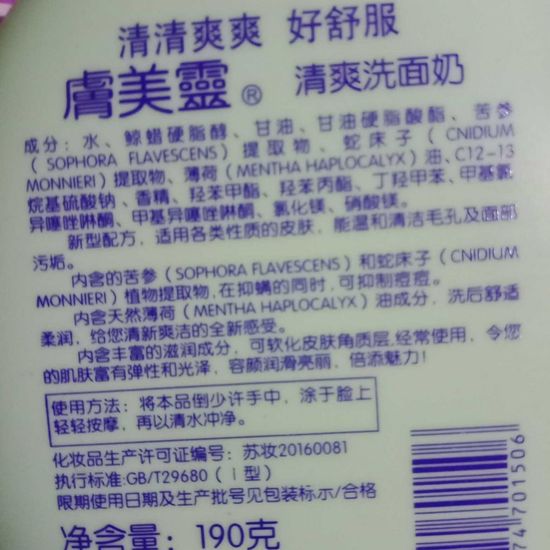 清清爽爽 好舒服
膚美靈® 清爽洗面奶
成分：水、鲸蜡硬脂醇、甘油、甘油硬脂酸酯、苦参
（SOPHORA FLAVESCENS）提取物、蛇床子（CNIDIUM
MONNIERI）提取物、薄荷（MENTHA HAPLOCALYX）油、C12-13
烷基硫酸钠、香精、羟苯甲酯、羟苯丙酯、丁羟甲苯、甲基氯
异噻唑啉酮、甲基异噻唑啉酮、氯化镁、硝酸镁。
新型配方，适用各类性质的皮肤，能温和清洁毛孔及面部
污垢。
内含的苦参（SOPHORA FLAVESCENS）和蛇床子（CNIDIUM
MONNIERI）植物提取物，在抑螨的同时，可抑制痘痘。
内含天然薄荷（MENTHA HAPLOCALYX）油成分，洗后舒适
柔润，给您清新爽洁的全新感受。
内含丰富的滋润成分，可软化皮肤角质层，经常使用，令您
的肌肤富有弹性和光泽，容颜润滑亮丽，倍添魅力！
使用方法：将本品倒少许手中，涂于脸上
轻轻按摩，再以清水冲净。
化妆品生产许可证编号：苏妆20160081
执行标准:GB/T29680（i型）
限期使用日期及生产批号见包装标示/合格
净含量：190克
74701506